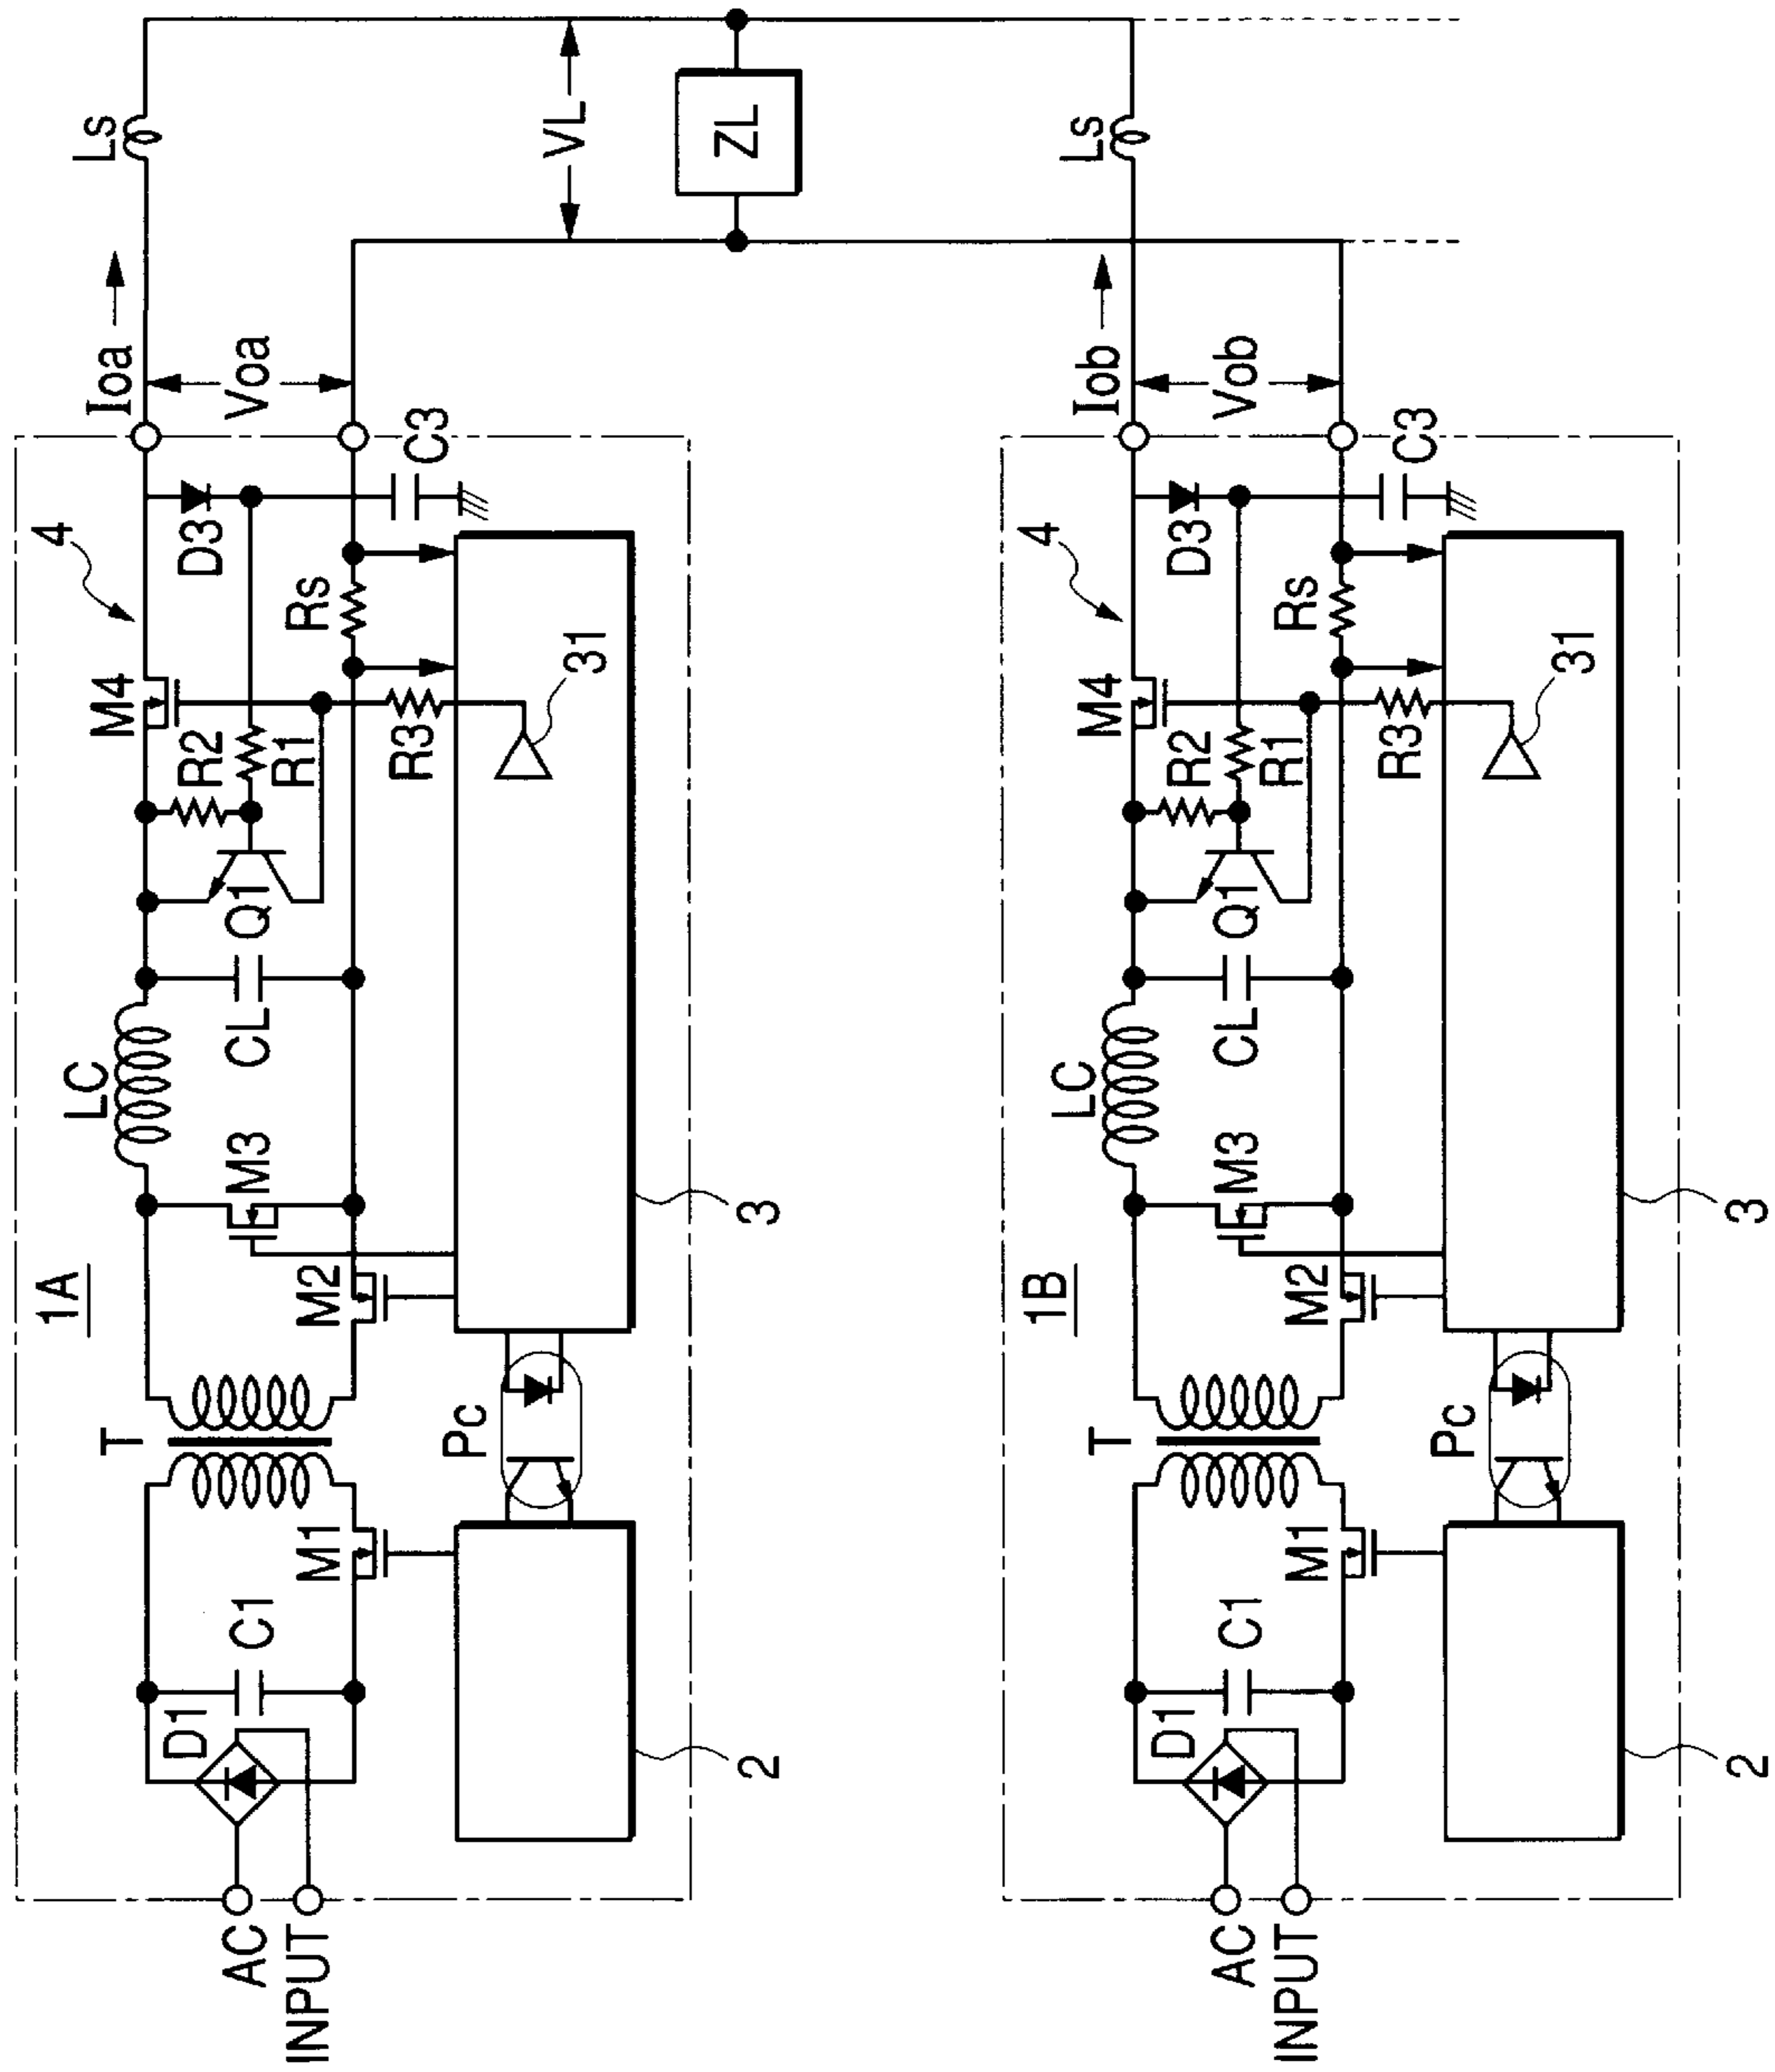 1A
T
LC
M4
4
Ioa
Ls
AC
INPUT
D1
C1
M1
M2
M3
CL
Q1
R2
R1
D3
Voa
Rs
C3
R3
Pc
31
2
3
VL
ZL
1B
T
LC
M4
4
Iob
Ls
AC
INPUT
D1
C1
M1
M2
M3
CL
Q1
R2
R1
D3
Vob
Rs
C3
R3
Pc
31
2
3